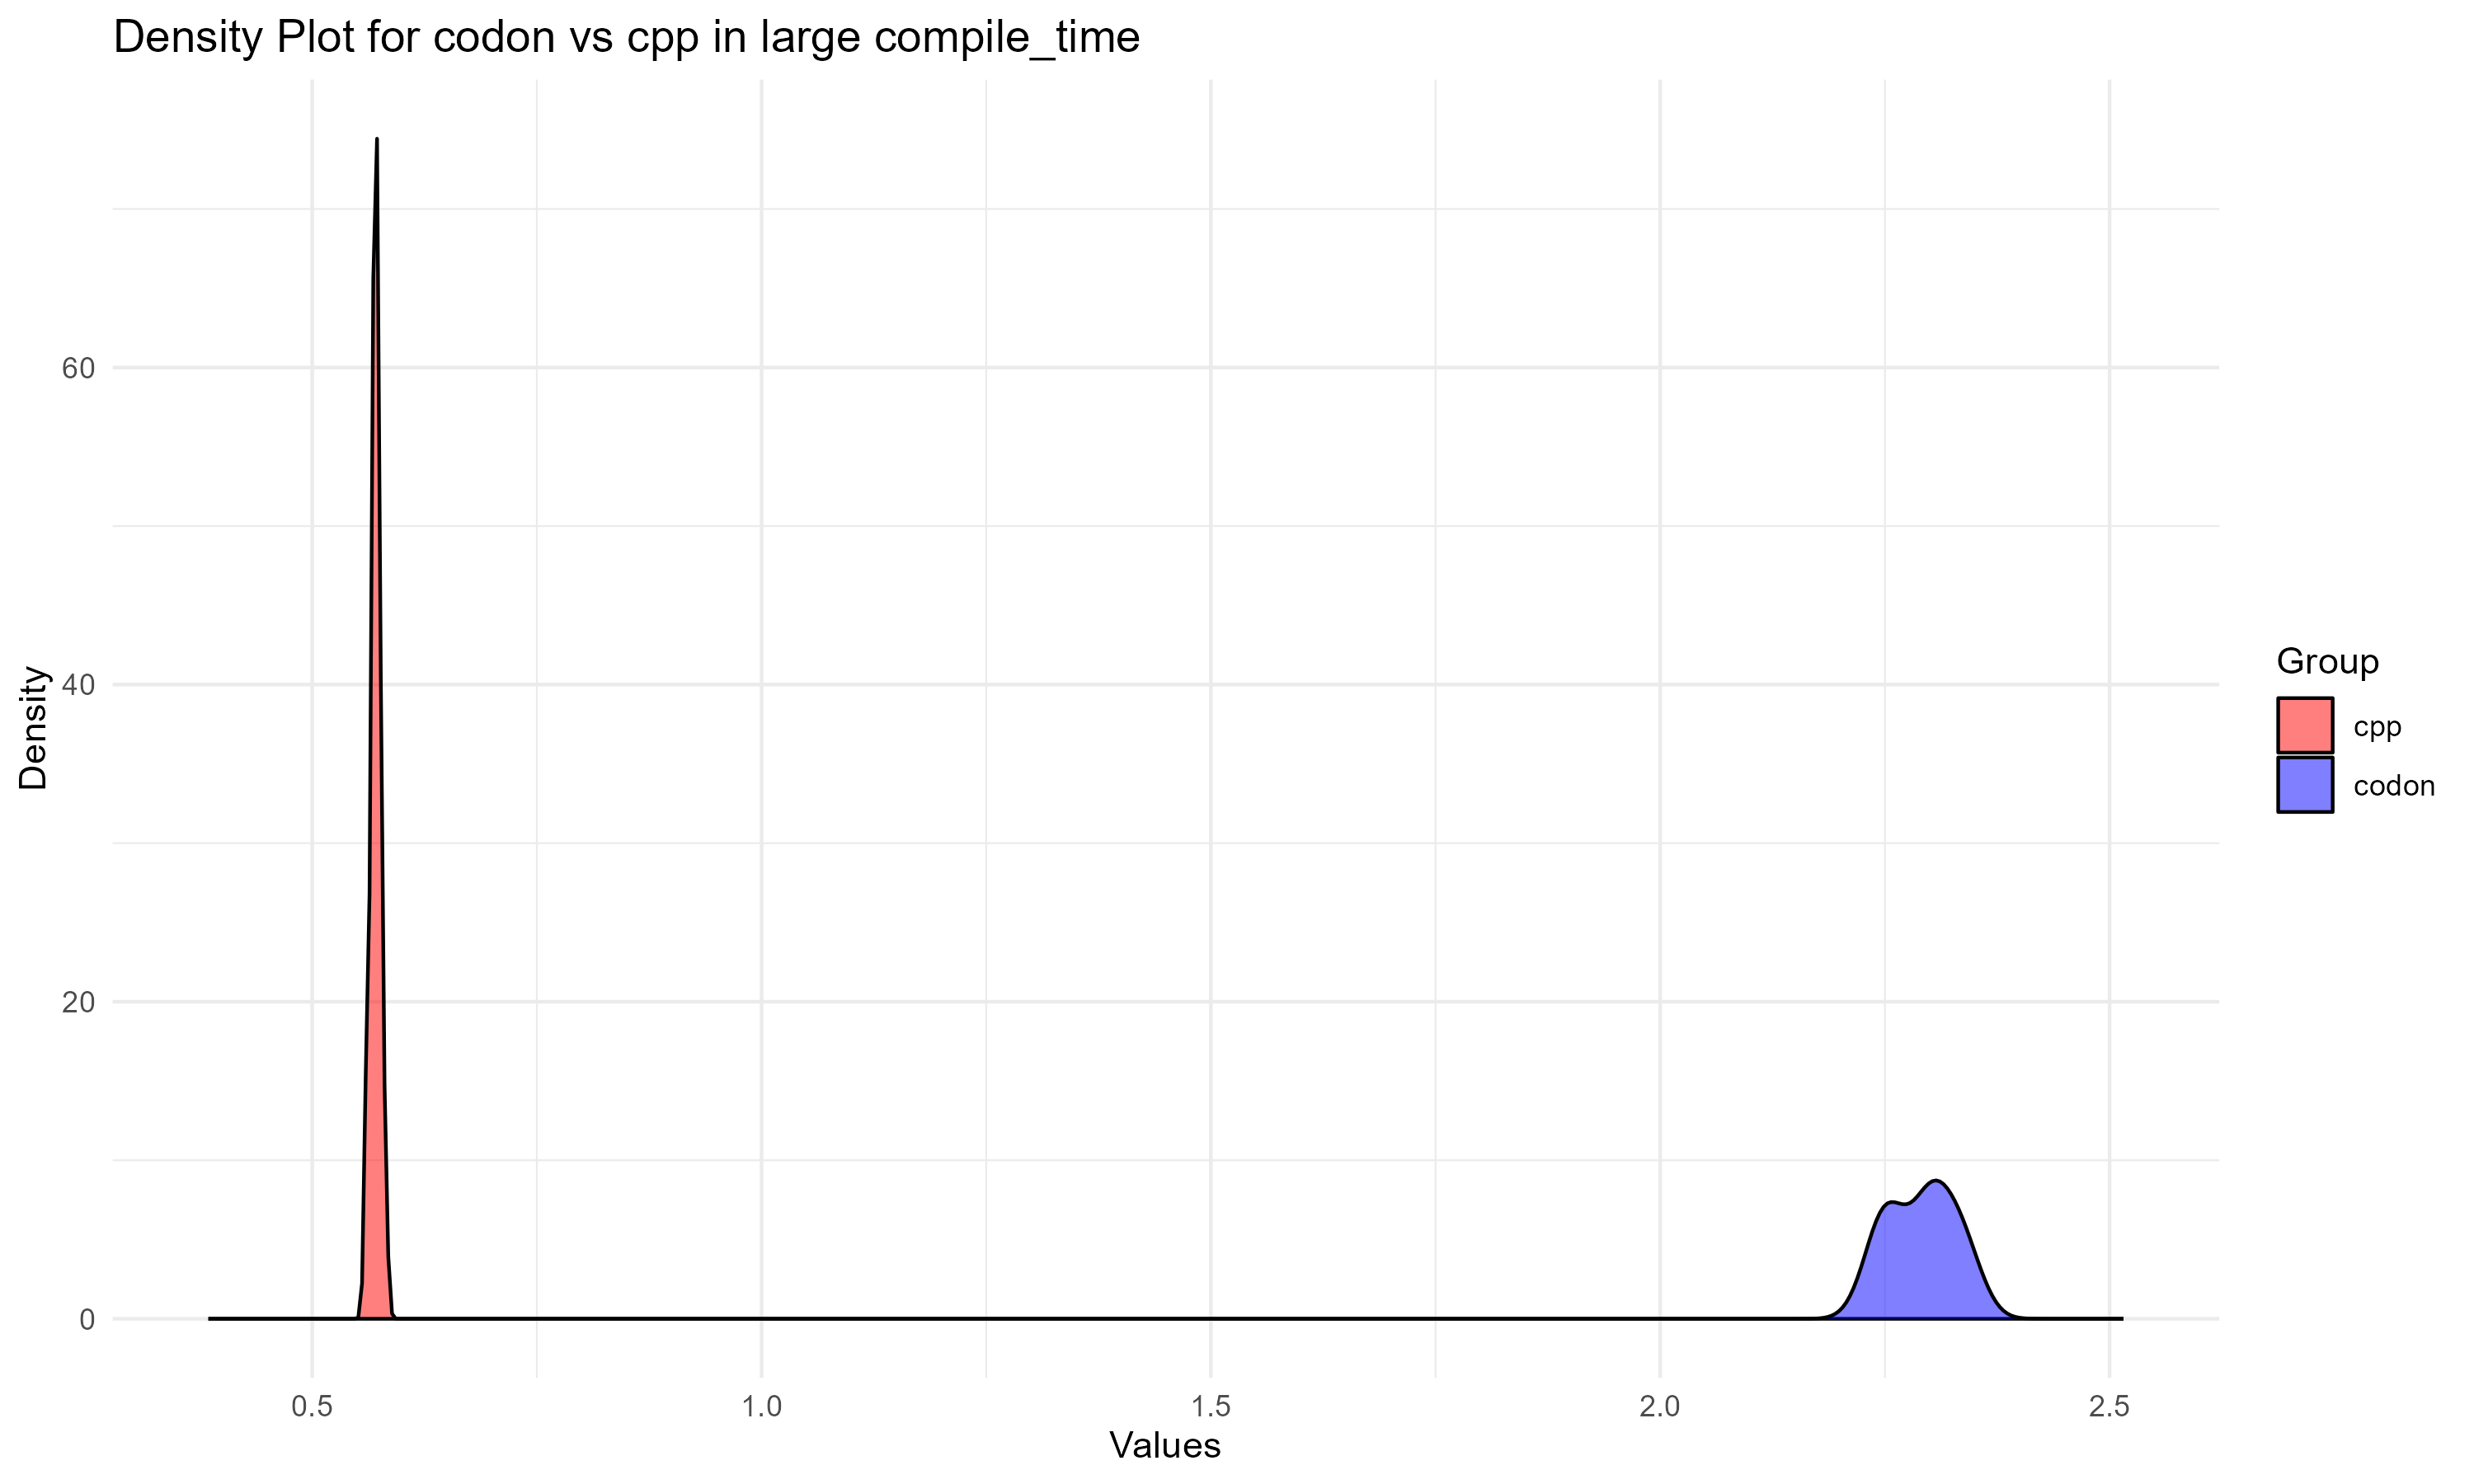 Density Plot for codon vs cpp in large compile_time
60
40
20
0
Density
0.5 1.0 1.5 2.0 2.5
Values
Group
cpp
codon